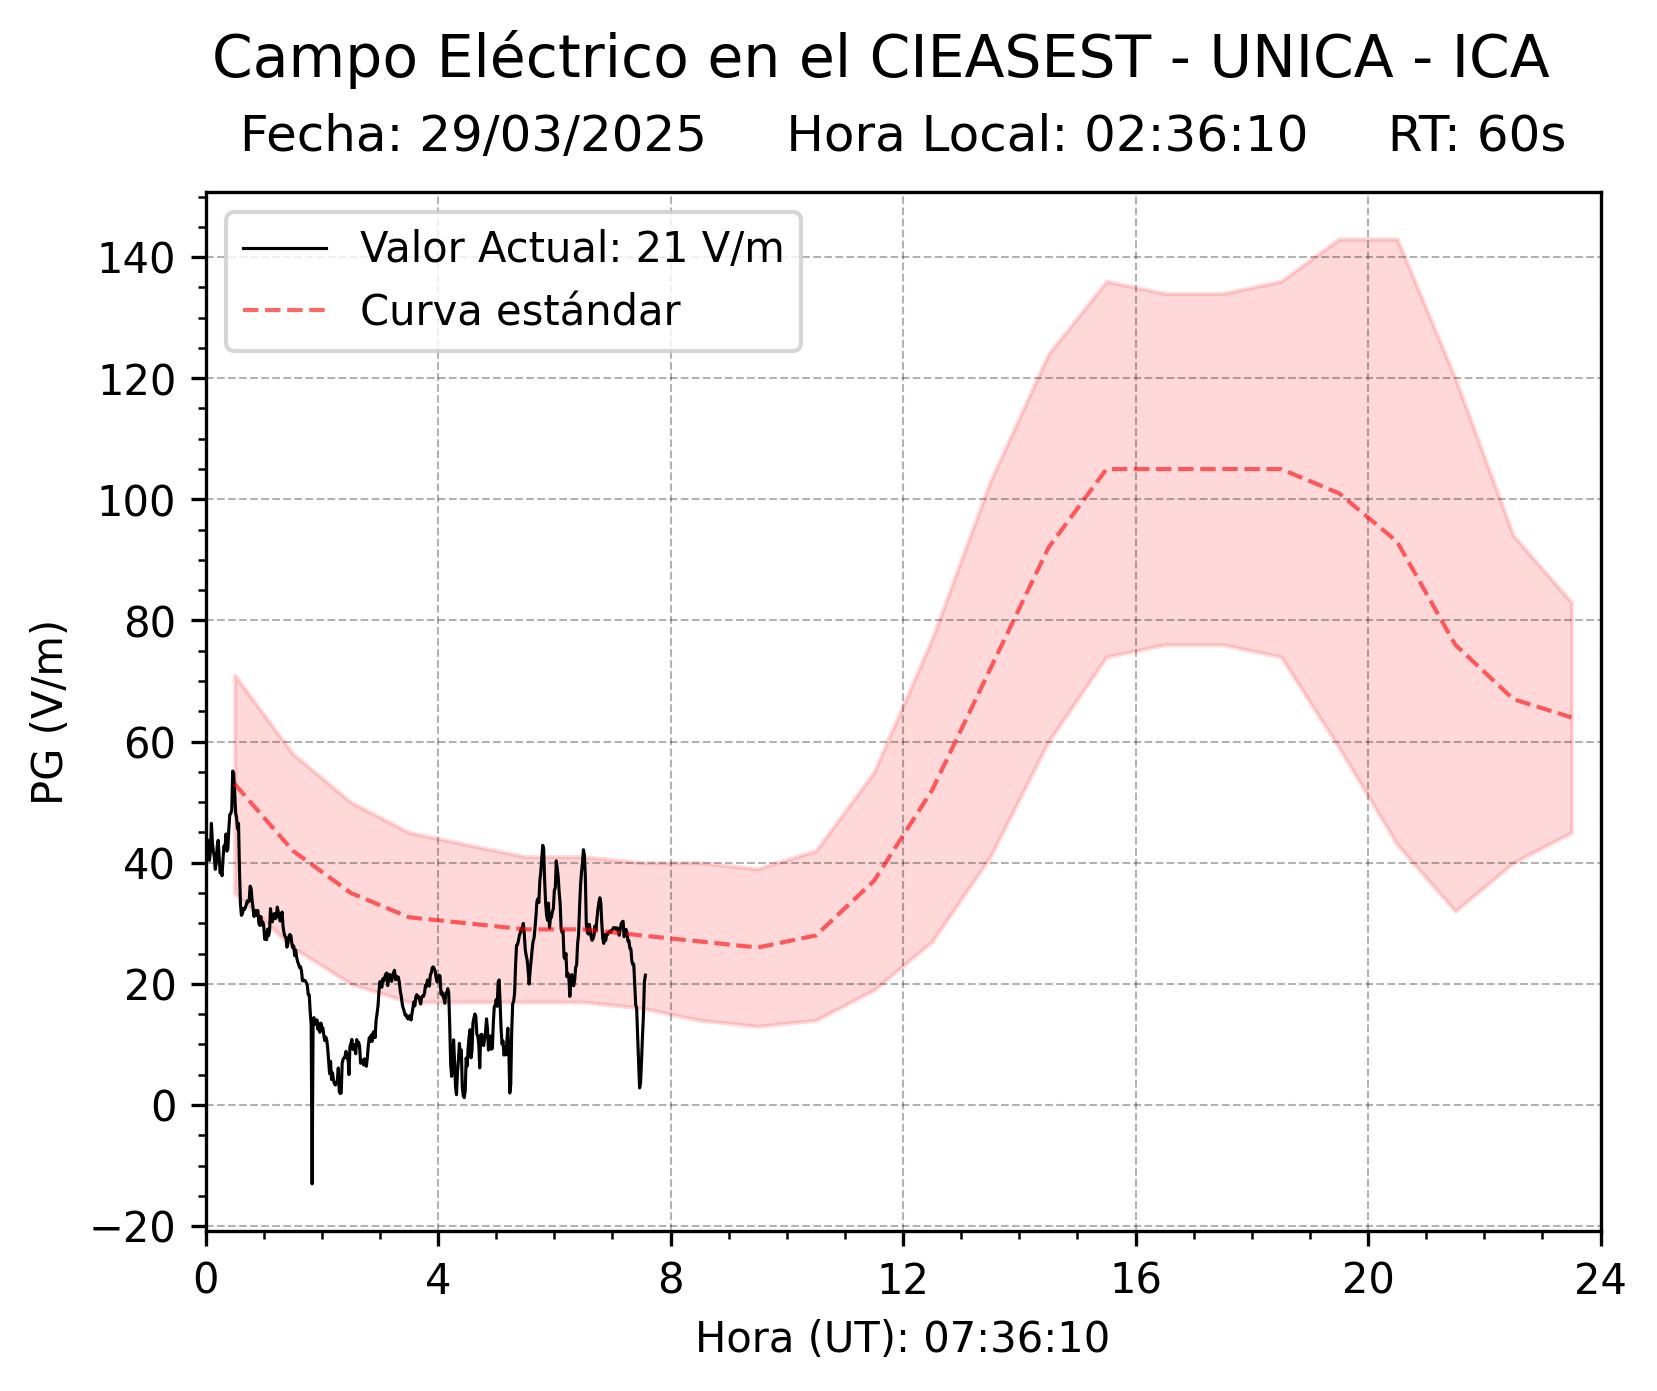 Campo Eléctrico en el CIEASEST - UNICA - ICA
Fecha: 29/03/2025 Hora Local: 02:36:10 RT: 60s
Valor Actual: 21 V/m
Curva estándar
PG (V/m)
140
120
100
80
60
40
20
0
−20
0 4 8 12 16 20 24
Hora (UT): 07:36:10